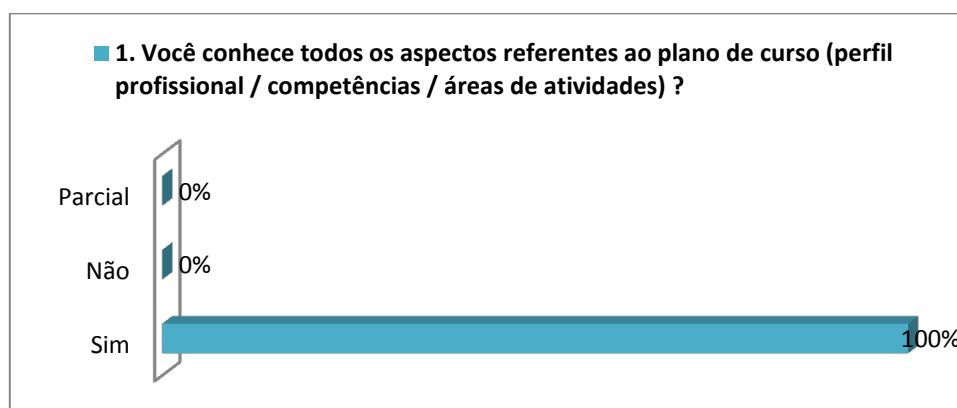 1. Você conhece todos os aspectos referentes ao plano de curso (perfil
profissional / competências / áreas de atividades) ?
Parcial
0%
Não
0%
Sim
100%